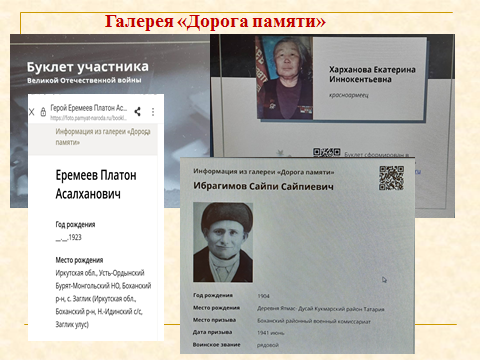 Галерея «Дорога памяти»
Буклет участника
Великой Отечественной войны
Герой Еремеев Платон Ас...
https://foto.pamyat-naroda.ru/bookl...
Информация из галереи «Дорога
памяти»
Еремеев Платон
Асалханович
Год рождения
__.__.1923
Место рождения
Иркутская обл., Усть-Ордынский
Бурят-Монгольский НО, Боханский
р-н, с. Заглик (Иркутская обл.,
Боханский р-н, Н.-Идинский с/с,
Заглик улус)
Харханова Екатерина
Иннокентьевна
красноармеец
Буклет сформирован в
Информация из галереи «Дорога памяти»
Ибрагимов Сайпи Сайпиевич
Год рождения 1904
Место рождения Деревня Япмас- Дусай Кукмарский район Татария
Место призыва Боханский районный военный комиссариат
Дата призыва 1941 июнь
Воинское звание рядовой